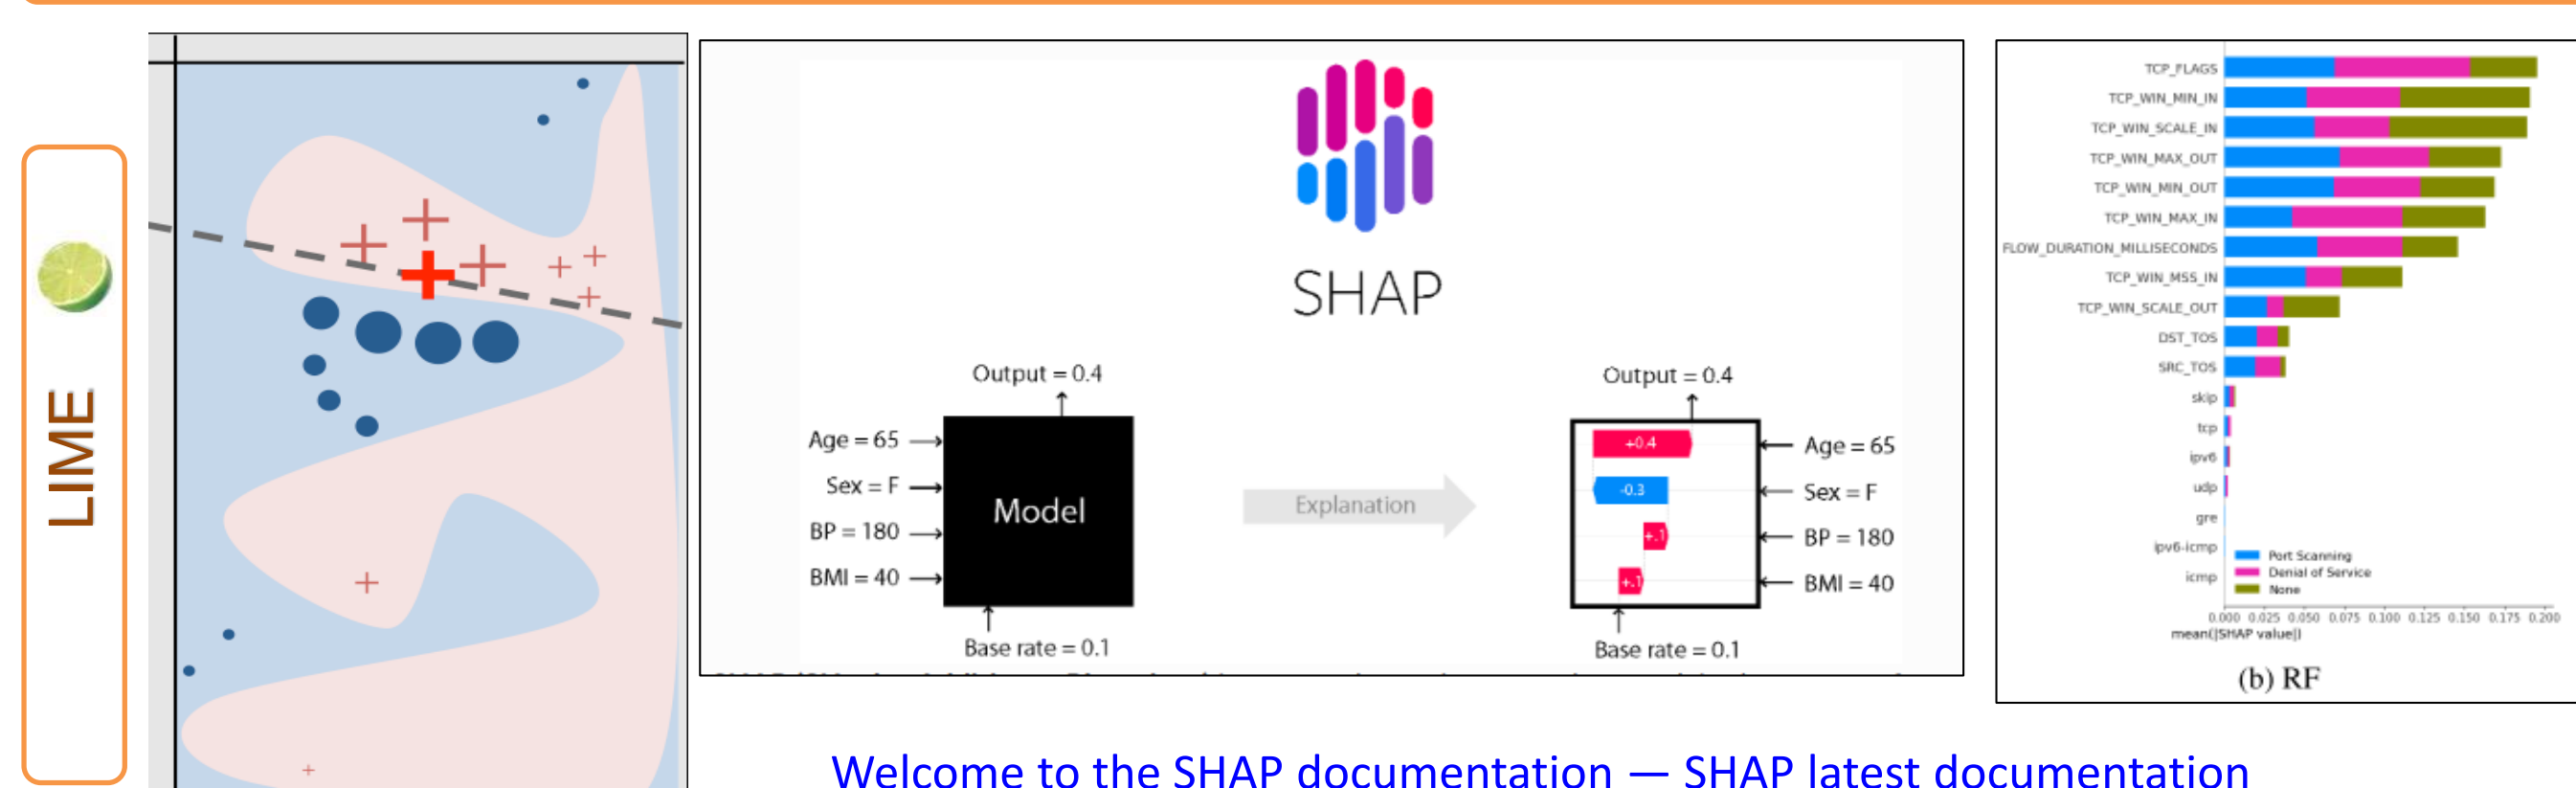 LIME
SHAP
Output = 0.4
Age = 65
Sex = F
BP = 180
BMI = 40
Model
Base rate = 0.1
Explanation
Output = 0.4
+0.4
-0.3
+.1
+.1
Age = 65
Sex = F
BP = 180
BMI = 40
Base rate = 0.1
TCP_FLAGS
TCP_WIN_MIN_IN
TCP_WIN_SCALE_IN
TCP_WIN_MAX_OUT
TCP_WIN_MIN_OUT
TCP_WIN_MAX_IN
FLOW_DURATION_MILLISECONDS
TCP_WIN_MSS_IN
TCP_WIN_SCALE_OUT
DST_TOS
SRC_TOS
skip
tcp
ipv6
udp
gre
ipv6-icmp
icmp
Port Scanning
Denial of Service
None
0.000 0.025 0.050 0.075 0.100 0.125 0.150 0.175 0.200
mean(|SHAP value|)
(b) RF
Welcome to the SHAP documentation — SHAP latest documentation